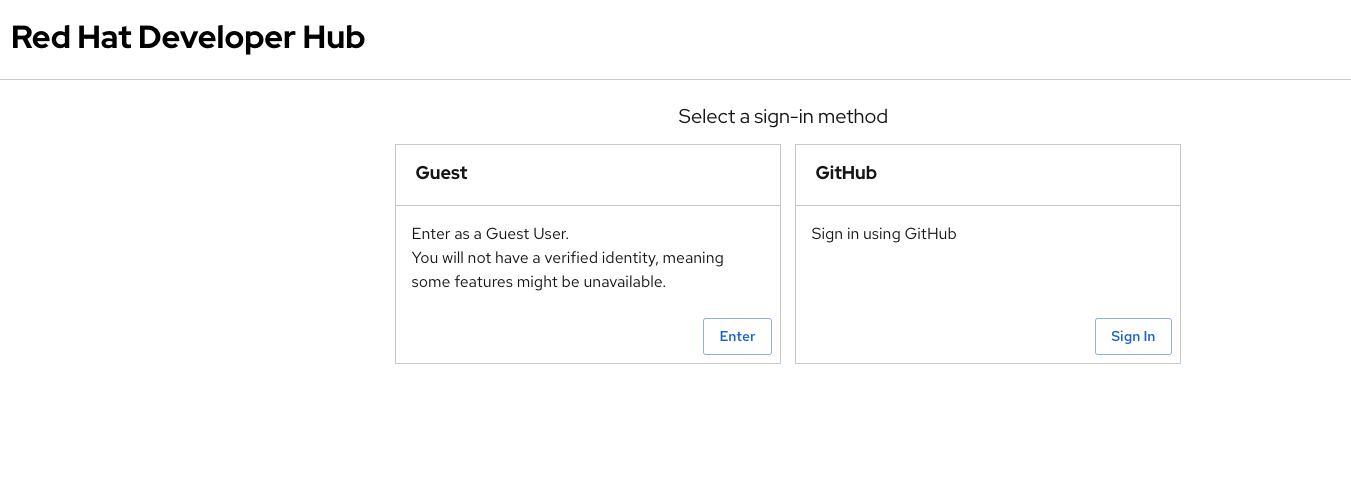 Red Hat Developer Hub
Select a sign-in method
Guest
Enter as a Guest User.
You will not have a verified identity, meaning
some features might be unavailable.
Enter
GitHub
Sign in using GitHub
Sign In